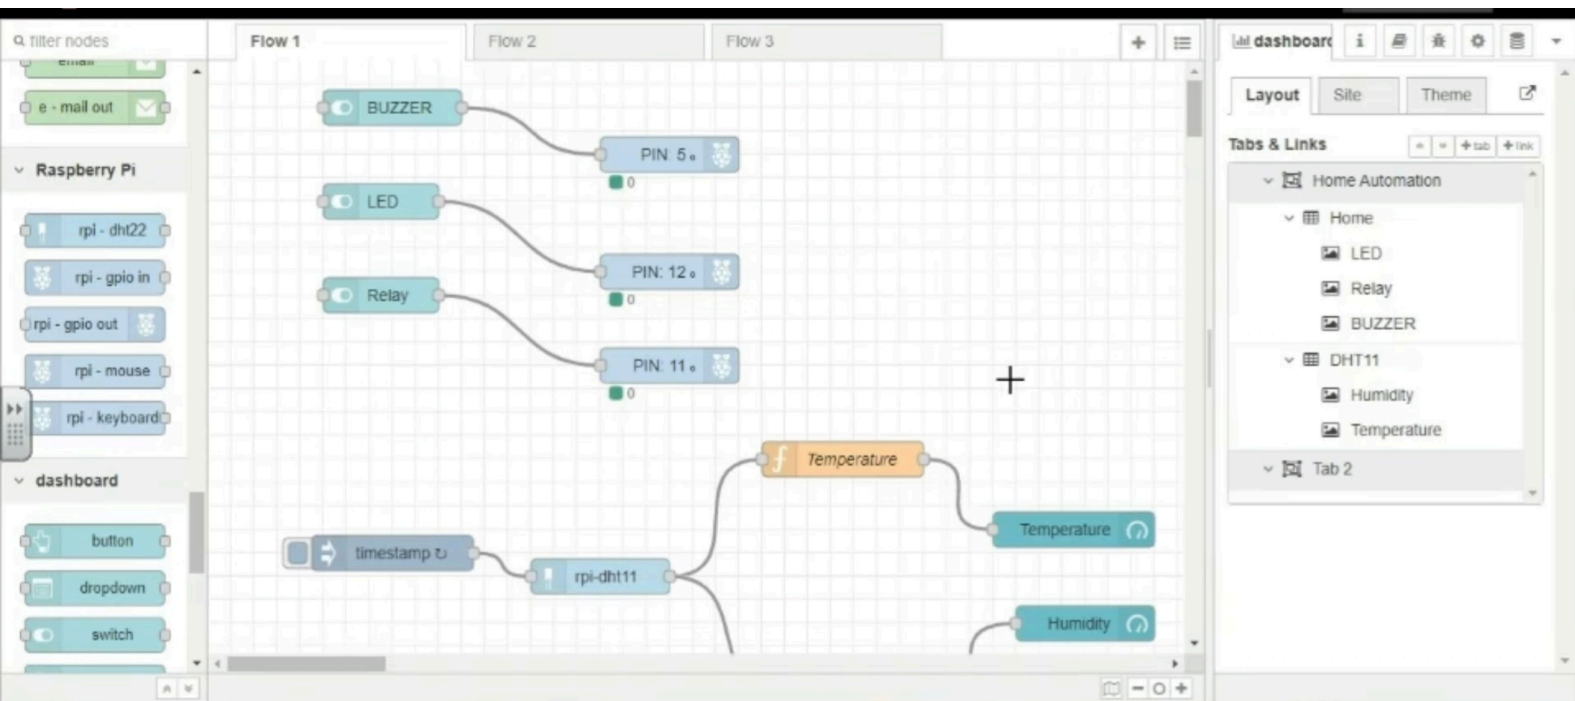 filter nodes
email
e - mail out
Raspberry Pi
rpi - dht22
rpi - gpio in
rpi - gpio out
rpi - mouse
rpi - keyboard
dashboard
button
dropdown
switch
Flow 1
Flow 2
Flow 3
BUZZER
PIN: 5
0
LED
PIN: 12
0
Relay
PIN: 11
0
Temperature
Temperature
timestamp ↻
rpi-dht11
Humidity
dashboard
i
Layout
Site
Theme
Tabs & Links
+tab
+link
Home Automation
Home
LED
Relay
BUZZER
DHT11
Humidity
Temperature
Tab 2